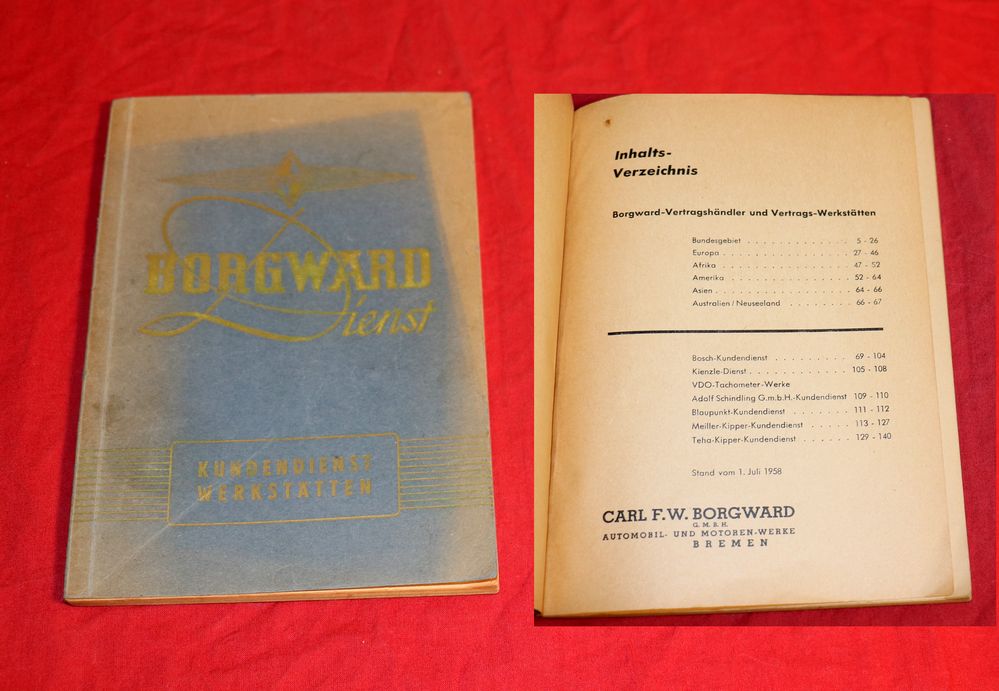 BORGWARD
Dienst
KUNDENDIENST
WERKSTÄTTEN
Inhalts-
Verzeichnis
Borgward-Vertragshändler und Vertrags-Werkstätten
Bundesgebiet . . . . . . . . . . . . . 5 - 26
Europa . . . . . . . . . . . . . . . . . 27 - 46
Afrika . . . . . . . . . . . . . . . . . 47 - 52
Amerika . . . . . . . . . . . . . . . . 52 - 64
Asien . . . . . . . . . . . . . . . . . . 64 - 66
Australien / Neuseeland . . . . . . . . 66 - 67
Bosch-Kundendienst . . . . . . . . . 69 - 104
Kienzle-Dienst . . . . . . . . . . . . 105 - 108
VDO-Tachometer-Werke
Adolf Schindling G.m.b.H.-Kundendienst 109 - 110
Blaupunkt-Kundendienst . . . . . . . 111 - 112
Meiller-Kipper-Kundendienst . . . . . 113 - 127
Teha-Kipper-Kundendienst . . . . . . 129 - 140
Stand vom 1. Juli 1958
CARL F.W. BORGWARD
G.M.B.H.
AUTOMOBIL- UND MOTOREN-WERKE
BREMEN